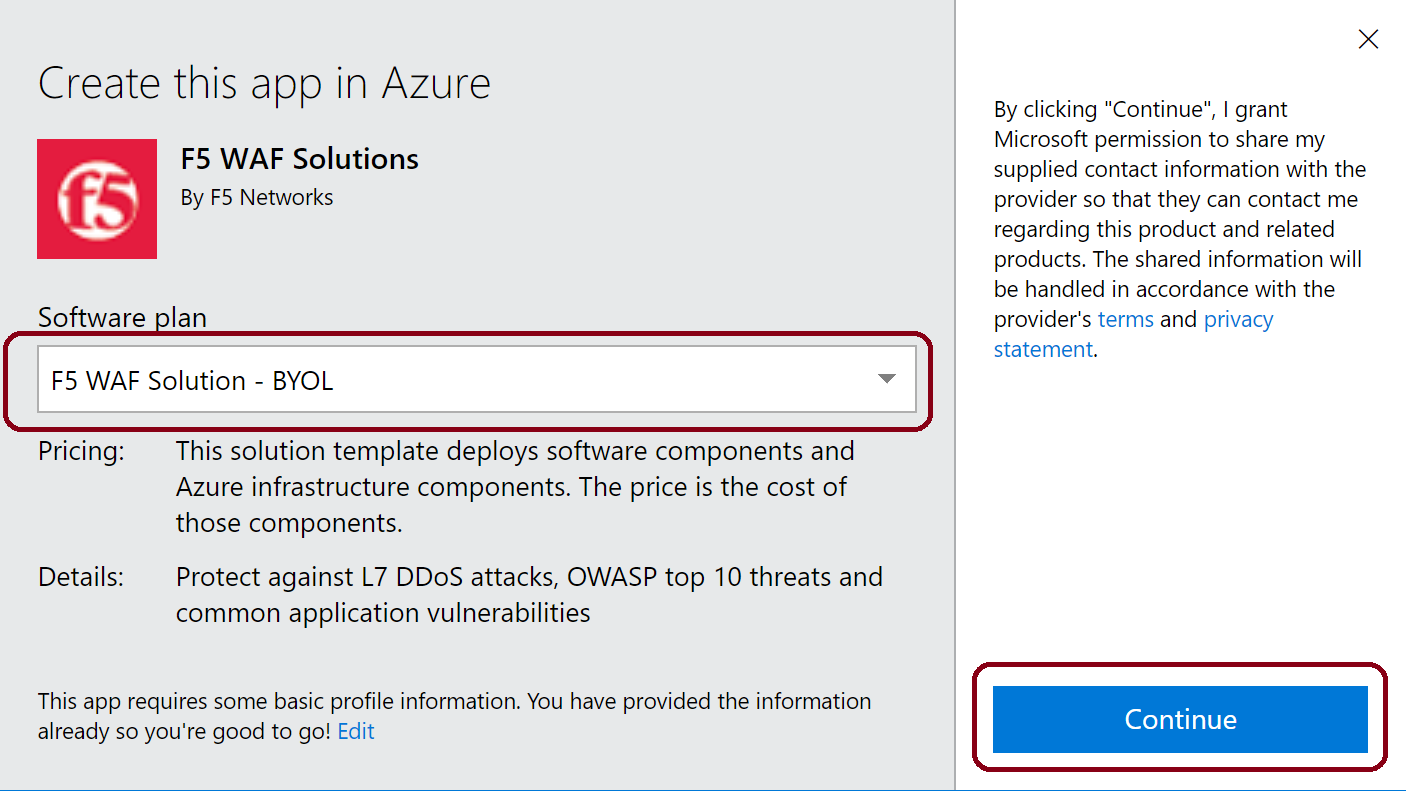 Create this app in Azure
f5
F5 WAF Solutions
By F5 Networks
Software plan
F5 WAF Solution - BYOL
Pricing:
This solution template deploys software components and
Azure infrastructure components. The price is the cost of
those components.
Details:
Protect against L7 DDoS attacks, OWASP top 10 threats and
common application vulnerabilities
This app requires some basic profile information. You have provided the information
already so you're good to go! Edit
By clicking "Continue", I grant
Microsoft permission to share my
supplied contact information with the
provider so that they can contact me
regarding this product and related
products. The shared information will
be handled in accordance with the
provider's terms and privacy
statement.
Continue